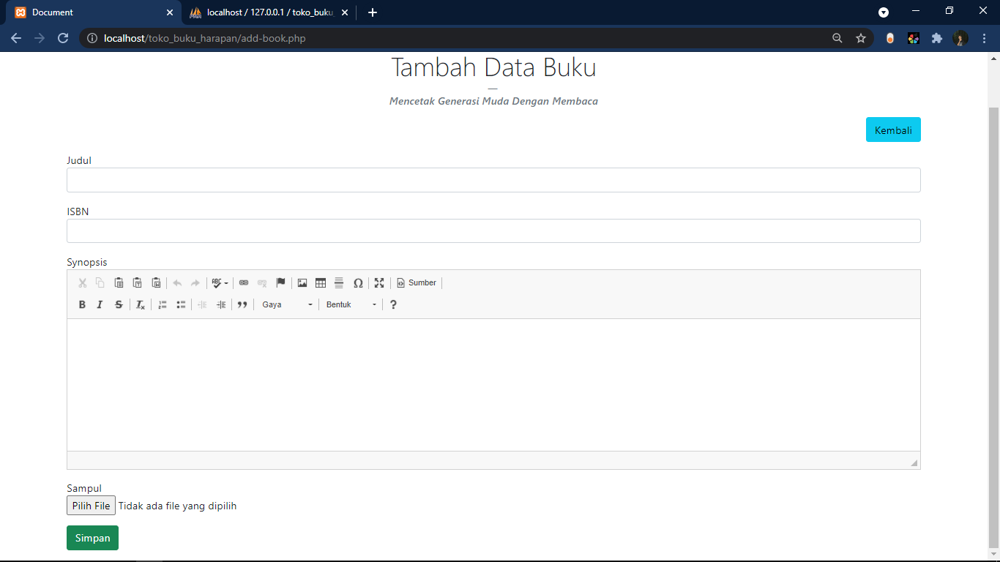 Document
localhost / 127.0.0.1 / toko_buku_
localhost/toko_buku_harapan/add-book.php
Tambah Data Buku
Mencetak Generasi Muda Dengan Membaca
Kembali
Judul
ISBN
Synopsis
Sumber
Gaya
Bentuk
Sampul
Pilih File Tidak ada file yang dipilih
Simpan